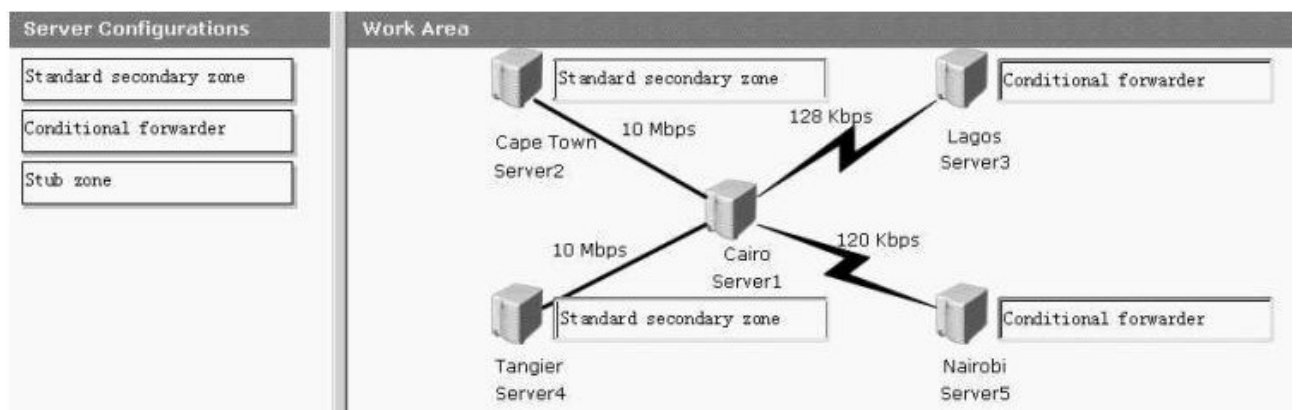 Server Configurations
Standard secondary zone
Conditional forwarder
Stub zone
Work Area
Standard secondary zone
Cape Town
Server2
10 Mbps
128 Kbps
Conditional forwarder
Lagos
Server3
Cairo
Server1
10 Mbps
120 Kbps
Standard secondary zone
Tangier
Server4
Conditional forwarder
Nairobi
Server5